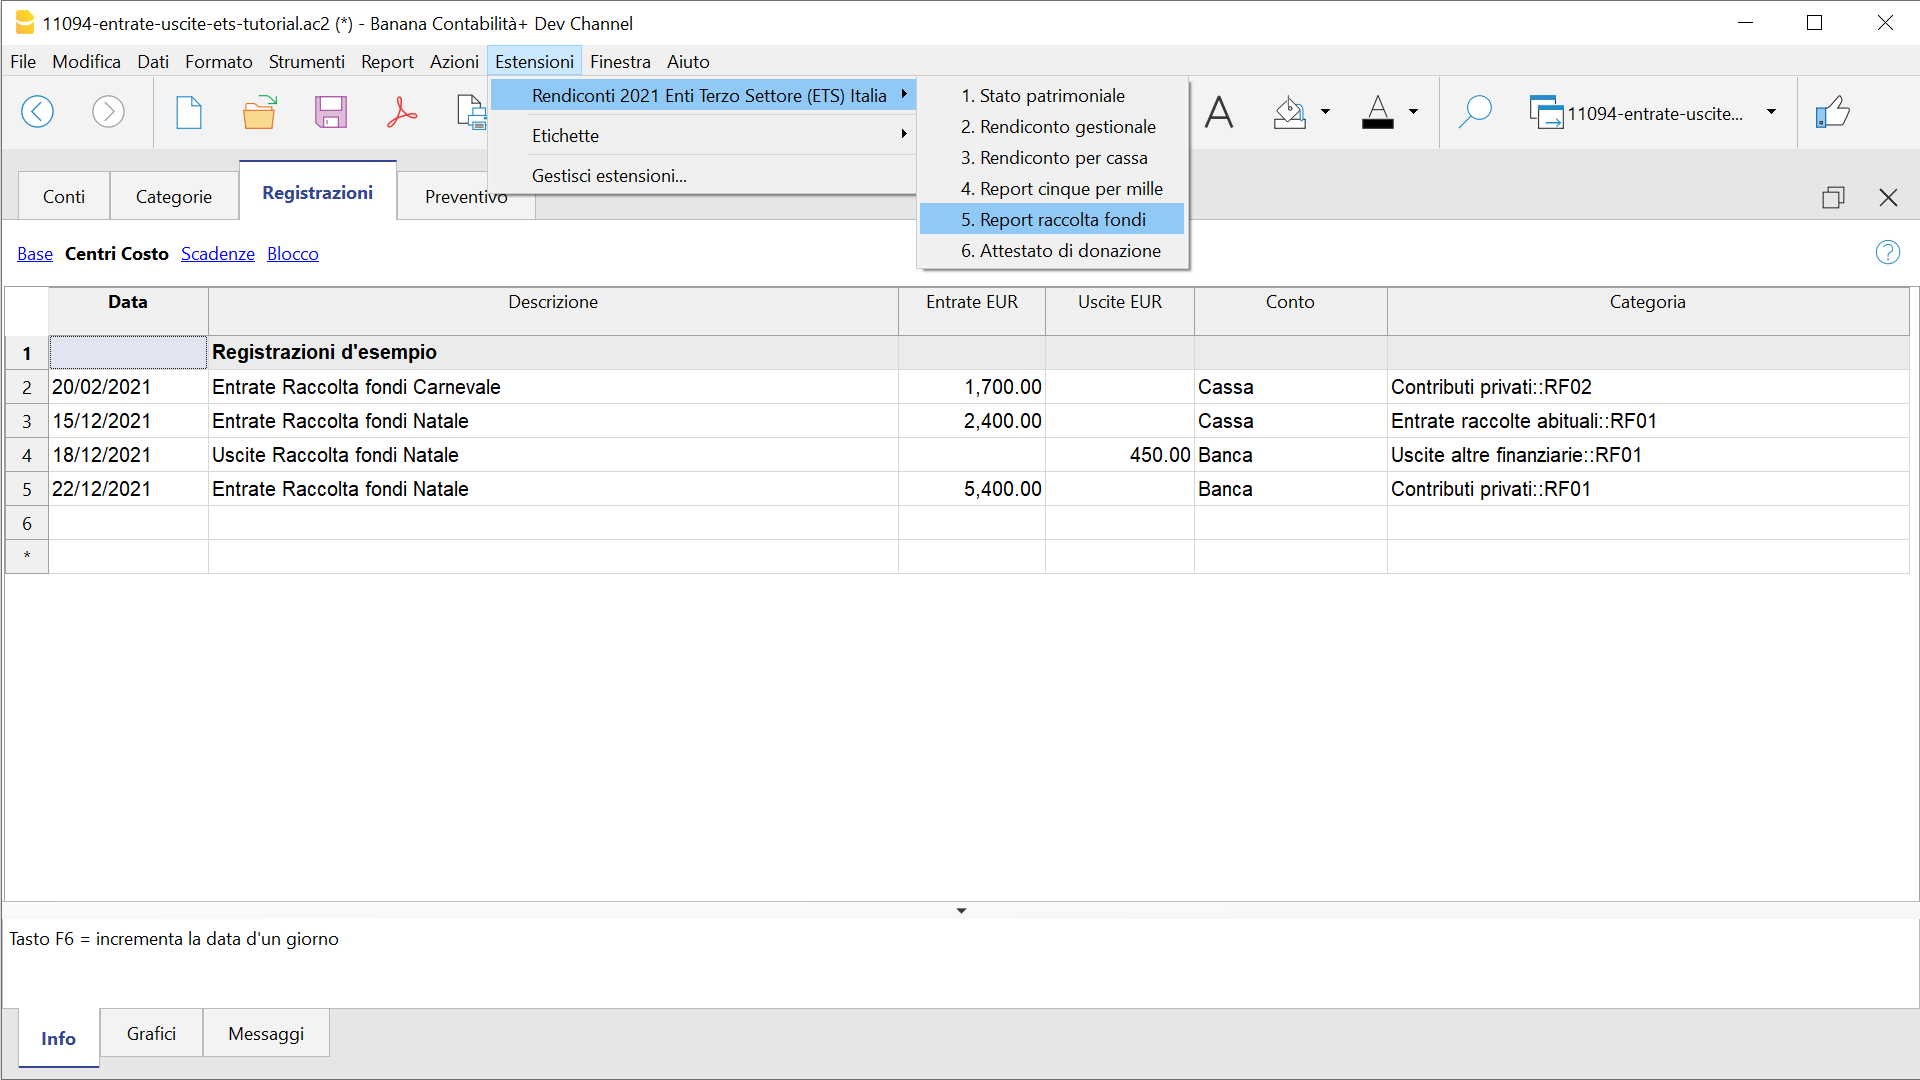 11094-entrate-uscite-ets-tutorial.ac2 (*) - Banana Contabilità+ Dev Channel
File Modifica Dati Formato Strumenti Report Azioni Estensioni Finestra Aiuto
Rendiconti 2021 Enti Terzo Settore (ETS) Italia
Etichette
Gestisci estensioni...
1. Stato patrimoniale
2. Rendiconto gestionale
3. Rendiconto per cassa
4. Report cinque per mille
5. Report raccolta fondi
6. Attestato di donazione
11094-entrate-uscite...
Conti Categorie Registrazioni Preventivo
Base Centri Costo Scadenze Blocco
Data Descrizione Entrate EUR Uscite EUR Conto Categoria
1 Registrazioni d'esempio
2 20/02/2021 Entrate Raccolta fondi Carnevale 1,700.00 Cassa Contributi privati::RF02
3 15/12/2021 Entrate Raccolta fondi Natale 2,400.00 Cassa Entrate raccolte abituali::RF01
4 18/12/2021 Uscite Raccolta fondi Natale 450.00 Banca Uscite altre finanziarie::RF01
5 22/12/2021 Entrate Raccolta fondi Natale 5,400.00 Banca Contributi privati::RF01
6
*
Tasto F6 = incrementa la data d'un giorno
Info Grafici Messaggi